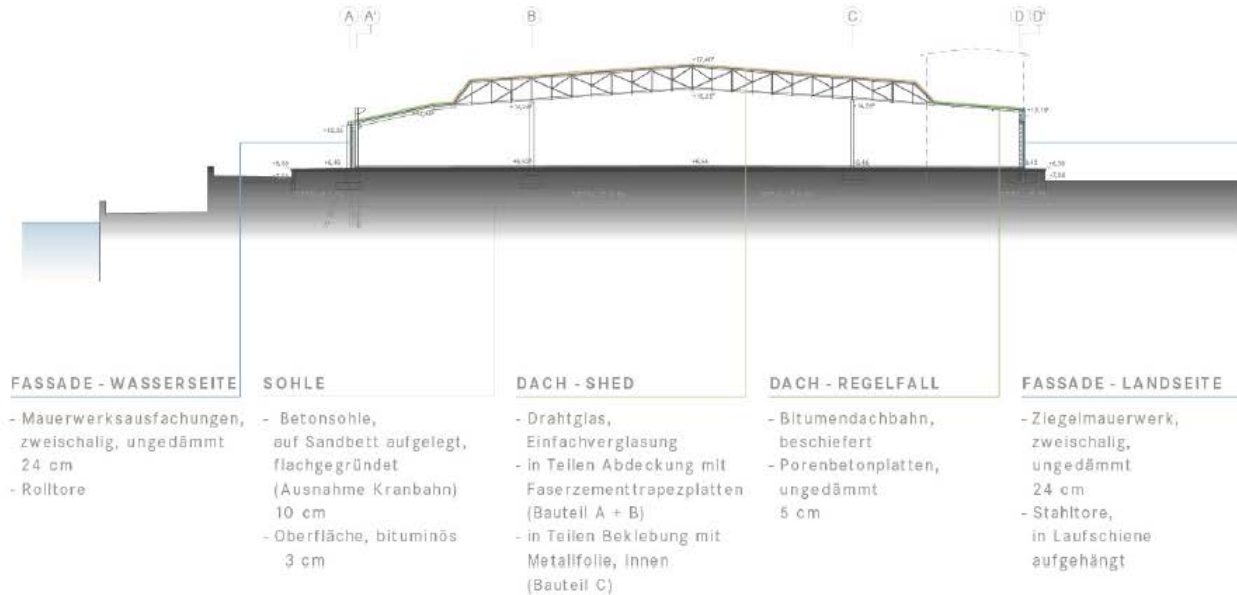 A A' B C D D'
+17,40⁵
FASSADE - WASSERSEITE
- Mauerwerksausfachungen,
zweischalig, ungedämmt
24 cm
- Rolltore
SOHLE
- Betonsohle,
auf Sandbett aufgelegt,
flachgegründet
(Ausnahme Kranbahn)
10 cm
- Oberfläche, bituminös
3 cm
DACH - SHED
- Drahtglas,
Einfachverglasung
- in Teilen Abdeckung mit
Faserzementtrapezplatten
(Bauteil A + B)
- in Teilen Beklebung mit
Metallfolie, innen
(Bauteil C)
DACH - REGELFALL
- Bitumendachbahn,
beschiefert
- Porenbetonplatten,
ungedämmt
5 cm
FASSADE - LANDSEITE
- Ziegelmauerwerk,
zweischalig,
ungedämmt
24 cm
- Stahltore,
in Laufschiene
aufgehängt